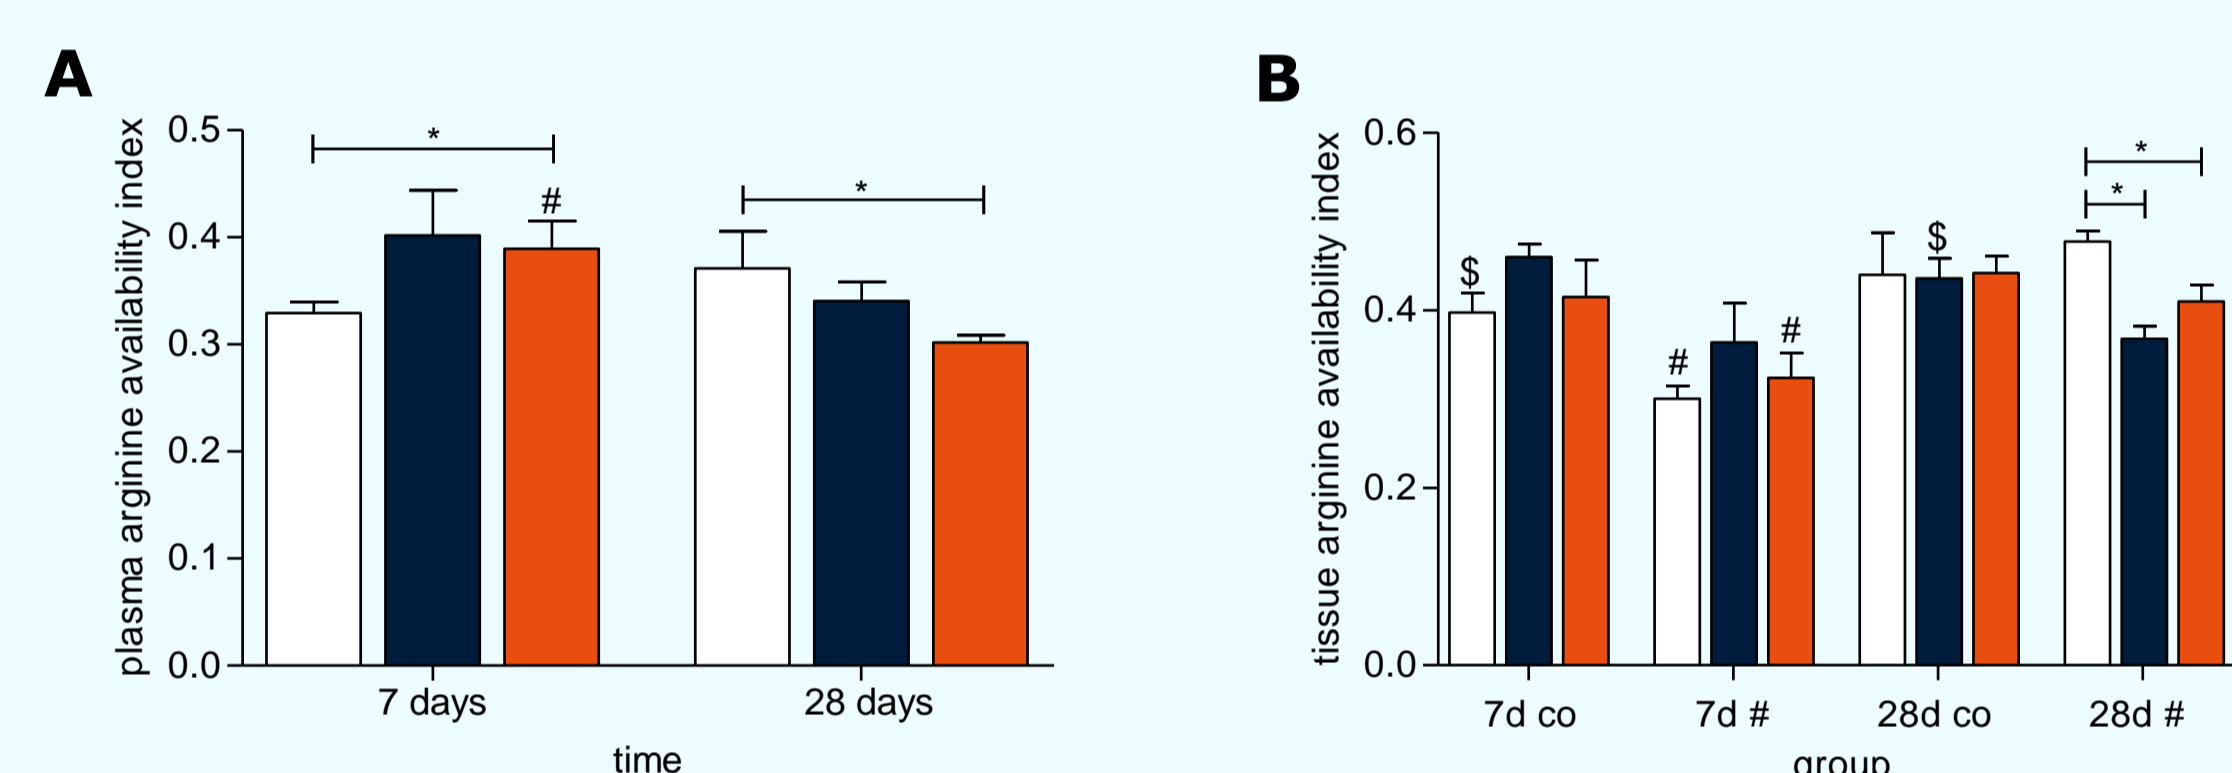 A
plasma arginine availability index
0.5
0.4
0.3
0.2
0.1
0.0
*
#
*
7 days
28 days
time
B
tissue arginine availability index
0.6
0.4
0.2
0.0
$
#
#
$
*
*
7d co
7d #
28d co
28d #
group